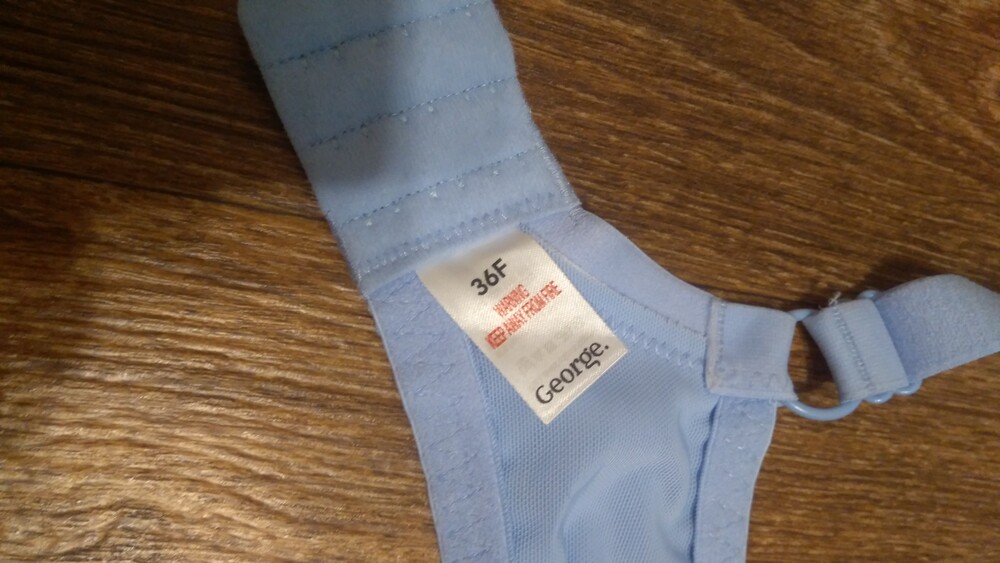 36F
WARNING
KEEP AWAY FROM FIRE
George.